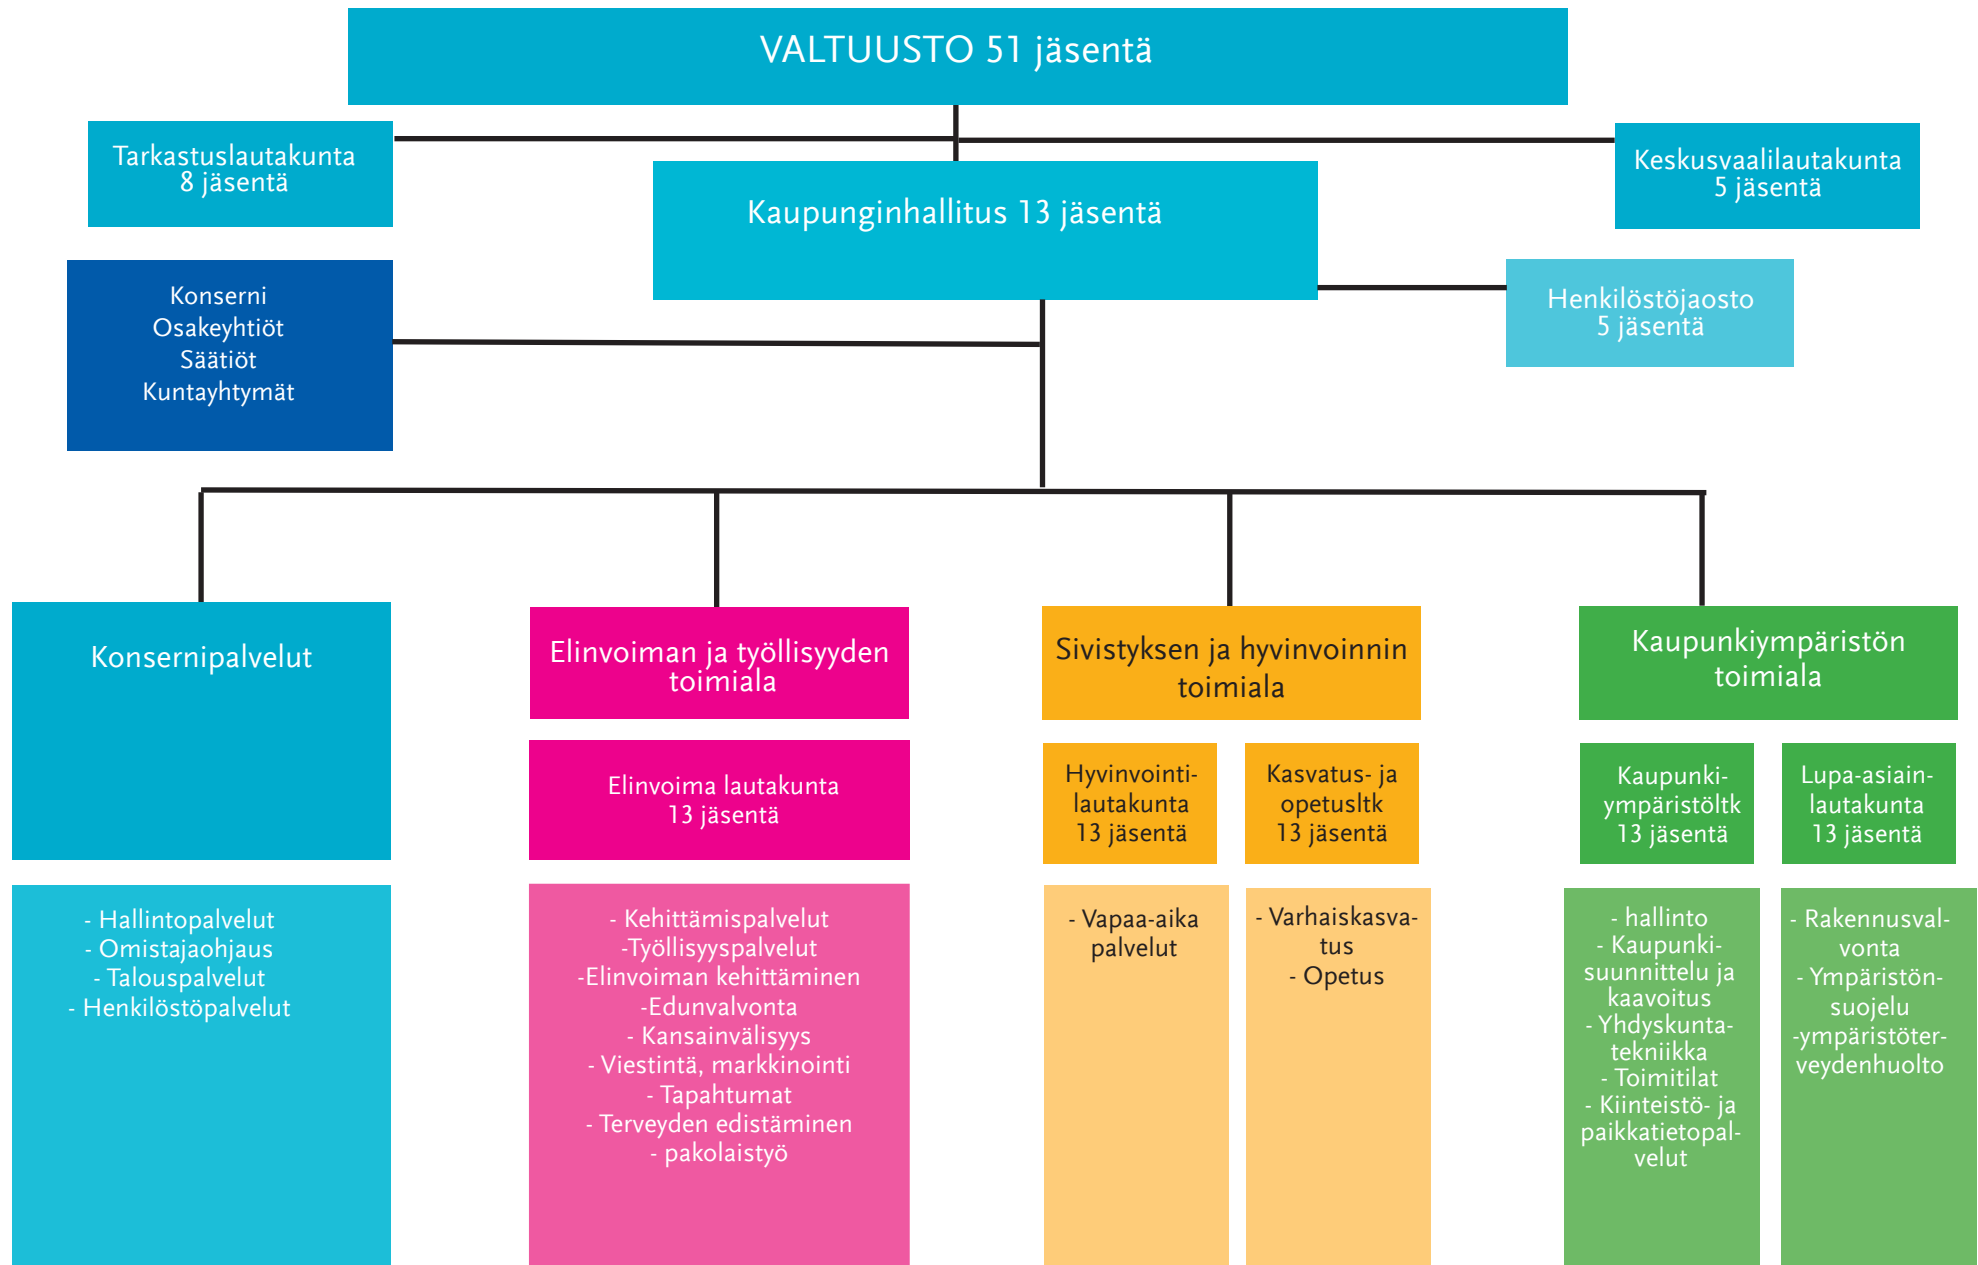 VALTUUSTO 51 jäsentä
Tarkastuslautakunta
8 jäsentä
Keskusvaalilautakunta
5 jäsentä
Kaupunginhallitus 13 jäsentä
Konserni
Osakeyhtiöt
Säätiöt
Kuntayhtymät
Henkilöstöjaosto
5 jäsentä
Konsernipalvelut
- Hallintopalvelut
- Omistajaohjaus
- Talouspalvelut
- Henkilöstöpalvelut
Elinvoiman ja työllisyyden
toimiala
Elinvoima lautakunta
13 jäsentä
- Kehittämispalvelut
-Työllisyyspalvelut
-Elinvoiman kehittäminen
-Edunvalvonta
- Kansainvälisyys
- Viestintä, markkinointi
- Tapahtumat
- Terveyden edistäminen
- pakolaistyö
Sivistyksen ja hyvinvoinnin
toimiala
Hyvinvointi-
lautakunta
13 jäsentä
- Vapaa-aika
palvelut
Kasvatus- ja
opetusltk
13 jäsentä
- Varhaiskasva-
tus
- Opetus
Kaupunkiympäristön
toimiala
Kaupunki-
ympäristöltk
13 jäsentä
- hallinto
- Kaupunki-
suunnittelu ja
kaavoitus
- Yhdyskunta-
tekniikka
- Toimitilat
- Kiinteistö- ja
paikkatietopal-
velut
Lupa-asiain-
lautakunta
13 jäsentä
- Rakennusval-
vonta
- Ympäristön-
suojelu
-ympäristöter-
veydenhuolto